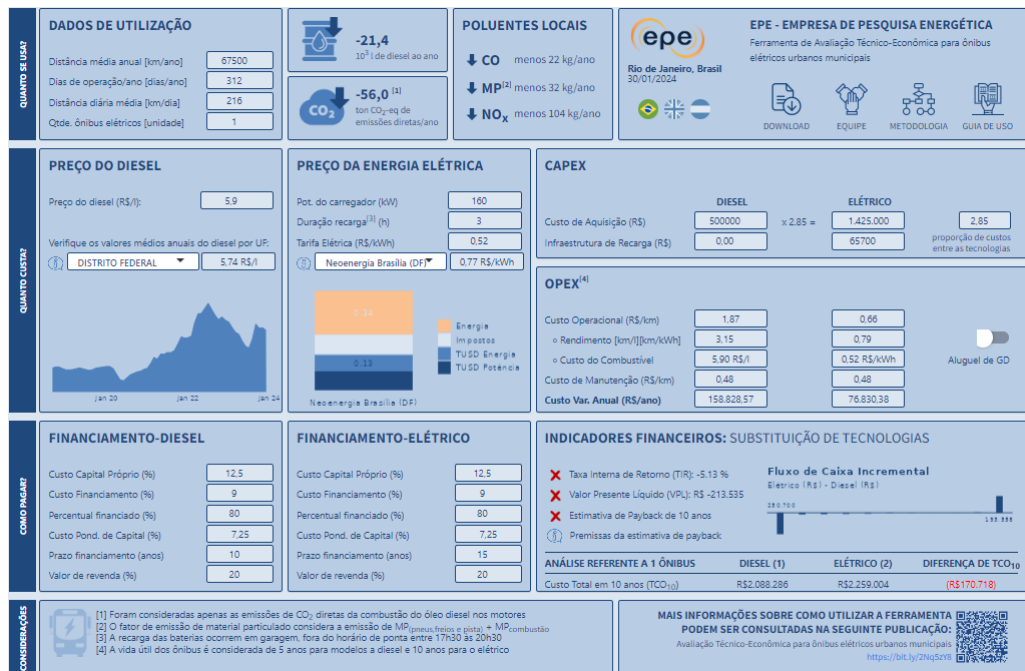 QUANTO SE USA?
DADOS DE UTILIZAÇÃO
Distância média anual [km/ano] 67500
Dias de operação/ano [dias/ano] 312
Distância diária média [km/dia] 216
Qtde. ônibus elétricos [unidade] 1
-21,4
10³ l de diesel ao ano
-56,0 [1]
CO2
ton CO₂-eq de
emissões diretas/ano
POLUENTES LOCAIS
CO menos 22 kg/ano
MP[2] menos 32 kg/ano
NOx menos 104 kg/ano
epe
Rio de Janeiro, Brasil
30/01/2024
EPE - EMPRESA DE PESQUISA ENERGÉTICA
Ferramenta de Avaliação Técnico-Econômica para ônibus
elétricos urbanos municipais
DOWNLOAD EQUIPE METODOLOGIA GUIA DE USO
QUANTO CUSTA?
PREÇO DO DIESEL
Preço do diesel (R$/l): 5,9
Verifique os valores médios anuais do diesel por UF:
DISTRITO FEDERAL 5,74 R$/l
Jan 20 Jan 22 Jan 24
PREÇO DA ENERGIA ELÉTRICA
Pot. do carregador (kW) 160
Duração recarga[3] (h) 3
Tarifa Elétrica (R$/kWh) 0,52
Neoenergia Brasília (DF) 0,77 R$/kWh
0.34
0.13
Energia
Impostos
TUSD Energia
TUSD Potência
Neoenergia Brasília (DF)
CAPEX
DIESEL ELÉTRICO
Custo de Aquisição (R$) 500000 x 2.85 = 1.425.000 2,85
Infraestrutura de Recarga (R$) 0,00 65700
proporção de custos
entre as tecnologias
OPEX[4]
Custo Operacional (R$/km) 1,87 0,66
Rendimento [km/l][km/kWh] 3,15 0,79
Custo do Combustível 5,90 R$/l 0,52 R$/kWh
Custo de Manutenção (R$/km) 0,48 0,48
Custo Var. Anual (R$/ano) 158.828,57 76.830,38
Aluguel de GD
COMO PAGAR?
FINANCIAMENTO-DIESEL
Custo Capital Próprio (%) 12,5
Custo Financiamento (%) 9
Percentual financiado (%) 80
Custo Pond. de Capital (%) 7,25
Prazo financiamento (anos) 10
Valor de revenda (%) 20
FINANCIAMENTO-ELÉTRICO
Custo Capital Próprio (%) 12,5
Custo Financiamento (%) 9
Percentual financiado (%) 80
Custo Pond. de Capital (%) 7,25
Prazo financiamento (anos) 15
Valor de revenda (%) 20
INDICADORES FINANCEIROS: SUBSTITUIÇÃO DE TECNOLOGIAS
Taxa Interna de Retorno (TIR): -5.13 %
Valor Presente Líquido (VPL): R$ -213.535
Estimativa de Payback de 10 anos
Premissas da estimativa de payback
Fluxo de Caixa Incremental
Elétrico (R$) - Diesel (R$)
ANÁLISE REFERENTE A 1 ÔNIBUS DIESEL (1) ELÉTRICO (2) DIFERENÇA DE TCO10
Custo Total em 10 anos (TCO10) R$2.088.286 R$2.259.004 (R$170.718)
CONSIDERAÇÕES
[1] Foram consideradas apenas as emissões de CO₂ diretas da combustão do óleo diesel nos motores
[2] O fator de emissão de material particulado considera a emissão de MP(pneus,freios e pista) + MPcombustão
[3] A recarga das baterias ocorrem em garagem, fora do horário de ponta entre 17h30 às 20h30
[4] A vida útil dos ônibus é considerada de 5 anos para modelos a diesel e 10 anos para o elétrico
MAIS INFORMAÇÕES SOBRE COMO UTILIZAR A FERRAMENTA
PODEM SER CONSULTADAS NA SEGUINTE PUBLICAÇÃO:
Avaliação Técnico-Econômica para ônibus elétricos urbanos municipais
https://bit.ly/2Nq5zY8